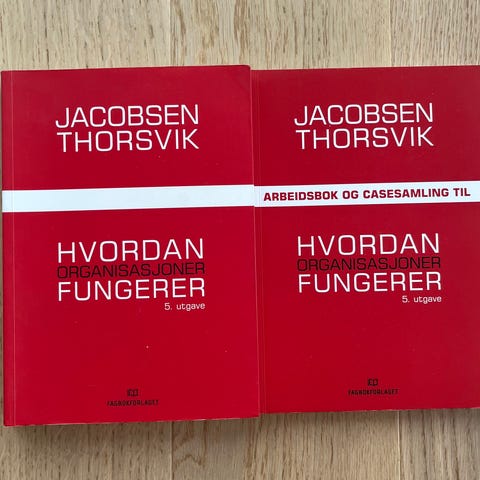 JACOBSEN
THORSVIK
HVORDAN
ORGANISASJONER
FUNGERER
5. utgave
FAGBOKFORLAGET
JACOBSEN
THORSVIK
ARBEIDSBOK OG CASESAMLING TIL
HVORDAN
ORGANISASJONER
FUNGERER
5. utgave
FAGBOKFORLAGET